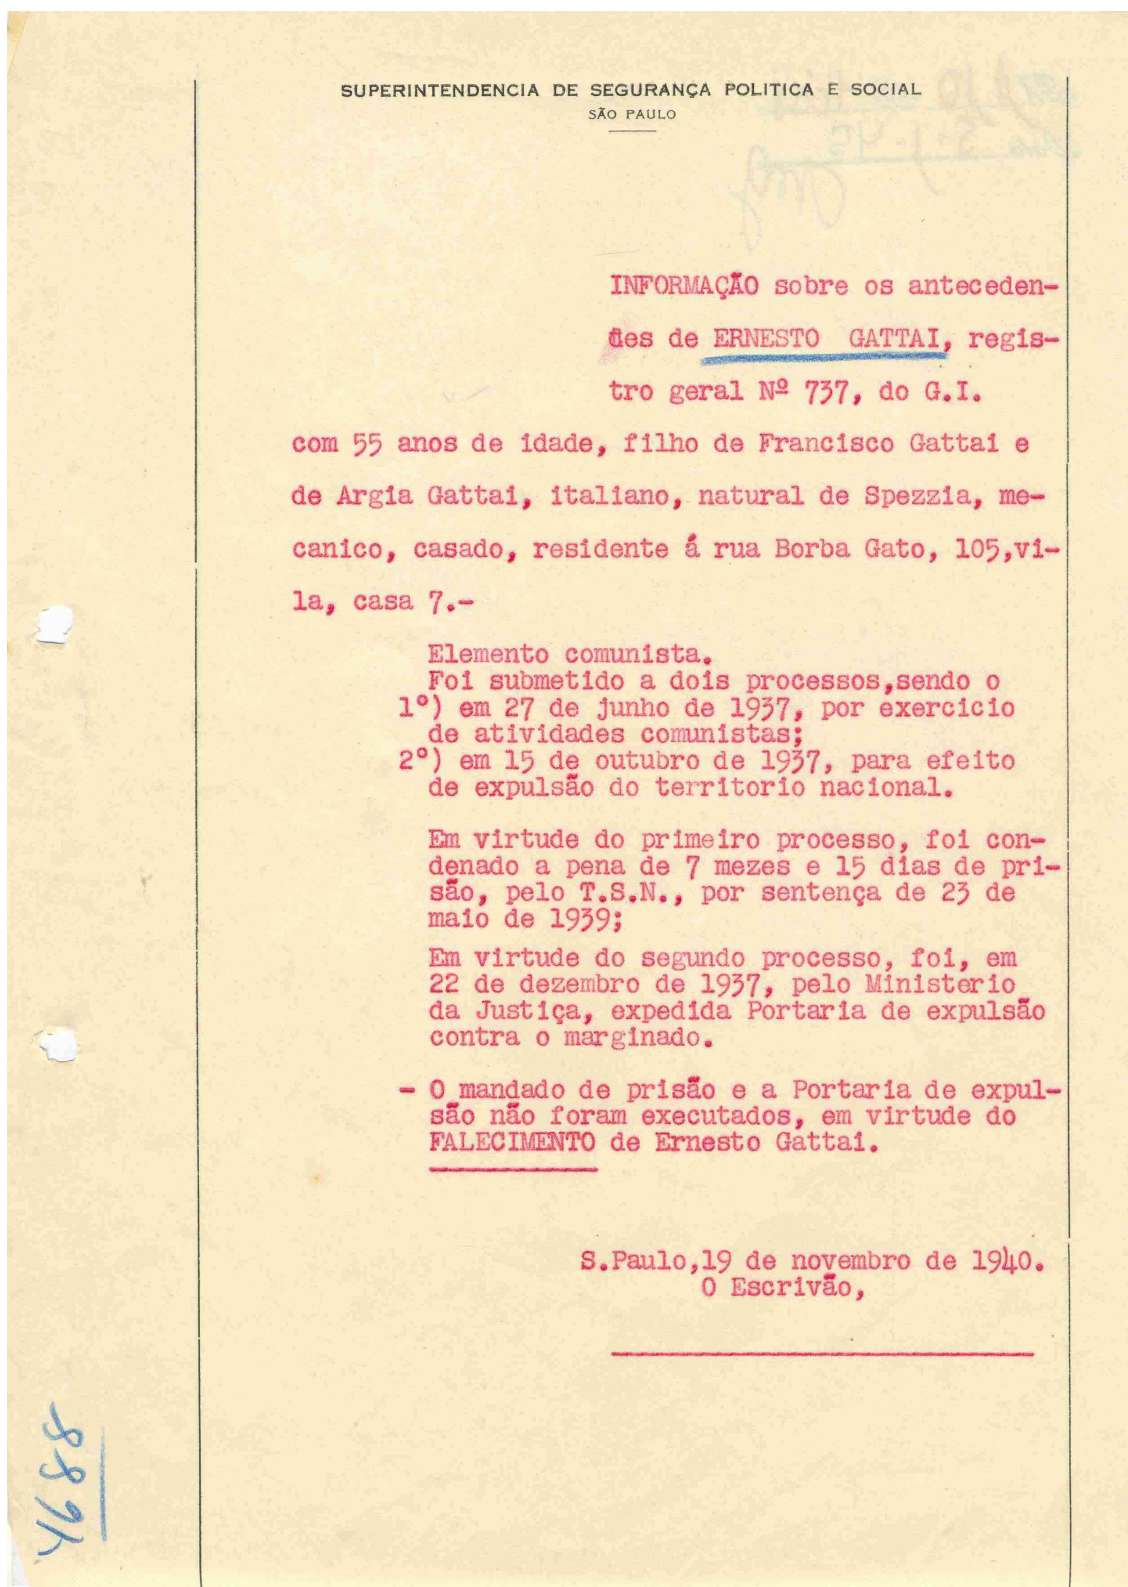 SUPERINTENDENCIA DE SEGURANÇA POLITICA E SOCIAL
SÃO PAULO
INFORMAÇÃO sobre os anteceden-
tes de ERNESTO GATTAI, regis-
tro geral Nº 737, do G.I.
com 55 anos de idade, filho de Francisco Gattai e
de Argia Gattai, italiano, natural de Spezzia, me-
canico, casado, residente á rua Borba Gato, 105,vi-
la, casa 7.-
Elemento comunista.
Foi submetido a dois processos,sendo o
1º) em 27 de junho de 1937, por exercicio
de atividades comunistas;
2º) em 15 de outubro de 1937, para efeito
de expulsão do territorio nacional.
Em virtude do primeiro processo, foi con-
denado a pena de 7 mezes e 15 dias de pri-
são, pelo T.S.N., por sentença de 23 de
maio de 1939;
Em virtude do segundo processo, foi, em
22 de dezembro de 1937, pelo Ministerio
da Justiça, expedida Portaria de expulsão
contra o marginado.
- O mandado de prisão e a Portaria de expul-
são não foram executados, em virtude do
FALECIMENTO de Ernesto Gattai.
S.Paulo,19 de novembro de 1940.
O Escrivão,
4688